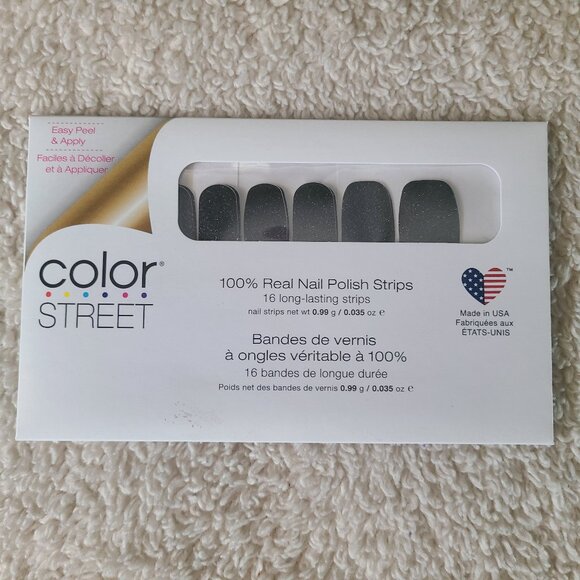 Easy Peel
& Apply
Faciles à Décoller
et à Appliquer
color®
STREET
100% Real Nail Polish Strips
16 long-lasting strips
nail strips net wt 0.99 g / 0.035 oz e
Bandes de vernis
à ongles véritable à 100%
16 bandes de longue durée
Poids net des bandes de vernis 0.99 g / 0.035 oz e
TM
Made in USA
Fabriquées aux
ÉTATS-UNIS